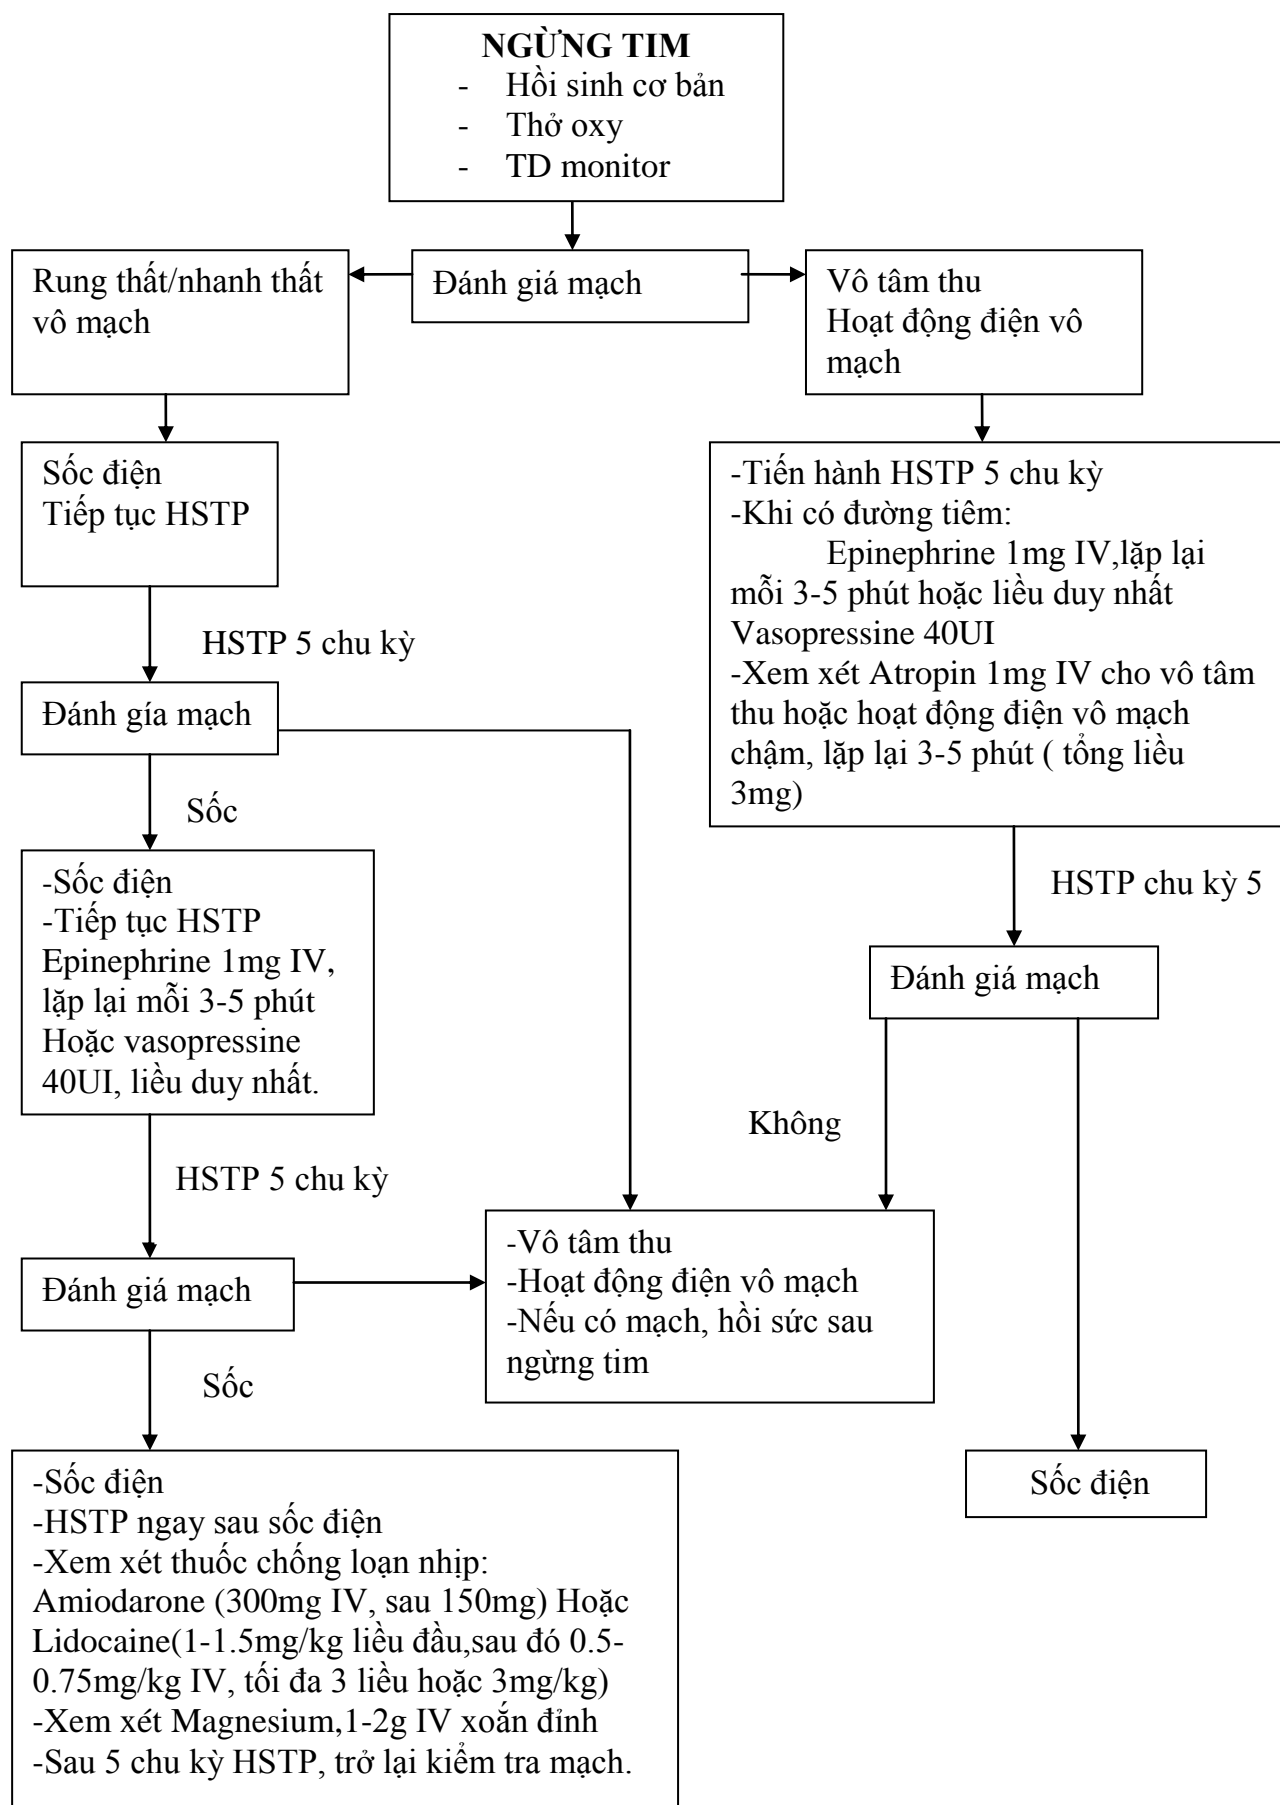 NGỪNG TIM
- Hồi sinh cơ bản
- Thở oxy
- TD monitor
Rung thất/nhanh thất
vô mạch
Đánh giá mạch
Vô tâm thu
Hoạt động điện vô
mạch
Sốc điện
Tiếp tục HSTP
-Tiến hành HSTP 5 chu kỳ
-Khi có đường tiêm:
Epinephrine 1mg IV,lặp lại
mỗi 3-5 phút hoặc liều duy nhất
Vasopressine 40UI
-Xem xét Atropin 1mg IV cho vô tâm
thu hoặc hoạt động điện vô mạch
chậm, lặp lại 3-5 phút ( tổng liều
3mg)
HSTP 5 chu kỳ
Đánh gía mạch
Sốc
-Sốc điện
-Tiếp tục HSTP
Epinephrine 1mg IV,
lặp lại mỗi 3-5 phút
Hoặc vasopressine
40UI, liều duy nhất.
HSTP chu kỳ 5
Đánh giá mạch
Không
HSTP 5 chu kỳ
Đánh giá mạch
-Vô tâm thu
-Hoạt động điện vô mạch
-Nếu có mạch, hồi sức sau
ngừng tim
Sốc
-Sốc điện
-HSTP ngay sau sốc điện
-Xem xét thuốc chống loạn nhịp:
Amiodarone (300mg IV, sau 150mg) Hoặc
Lidocaine(1-1.5mg/kg liều đầu,sau đó 0.5-
0.75mg/kg IV, tối đa 3 liều hoặc 3mg/kg)
-Xem xét Magnesium,1-2g IV xoắn đỉnh
-Sau 5 chu kỳ HSTP, trở lại kiểm tra mạch.
Sốc điện